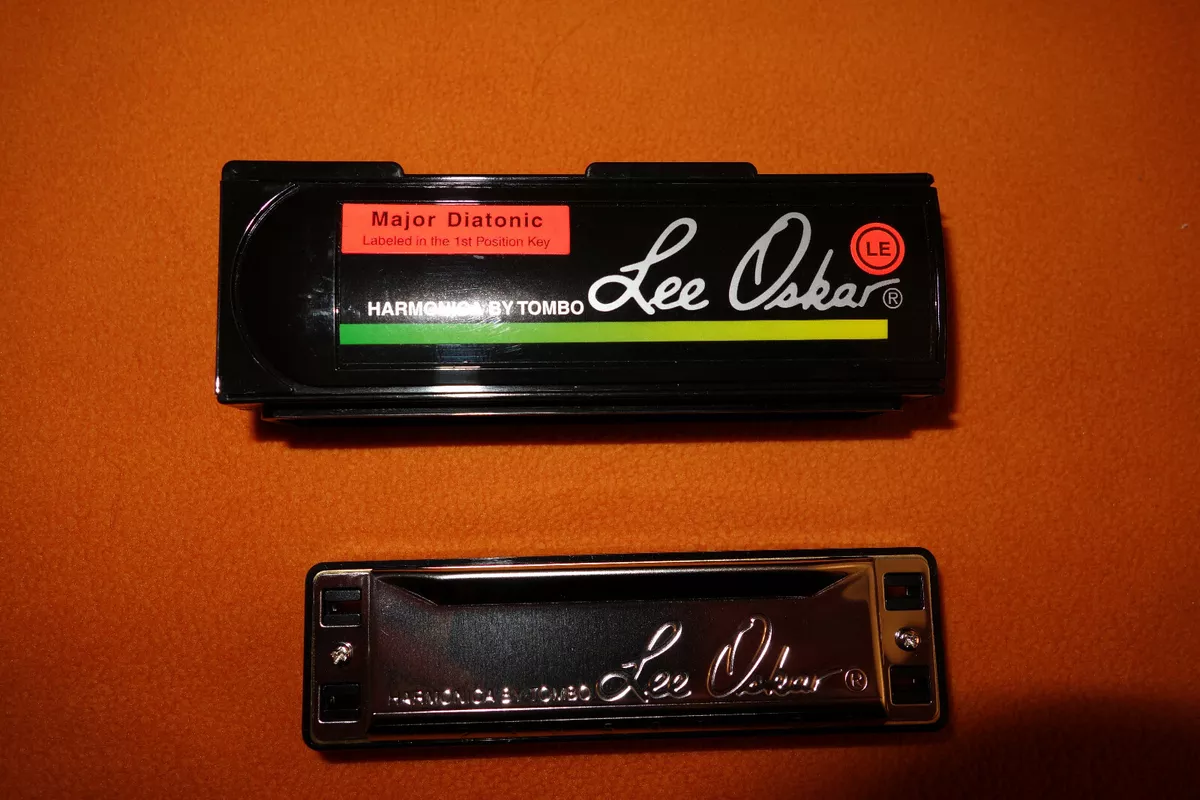 Major Diatonic
Labeled in the 1st Position Key
LE
HARMONICA BY TOMBO Lee Oskar ®
HARMONICA BY TOMBO Lee Oskar ®